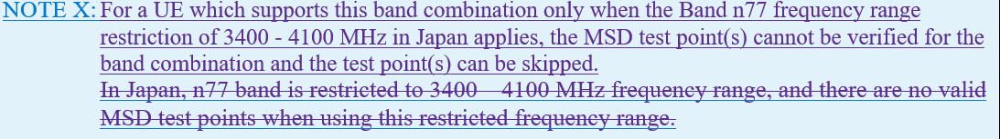 NOTE X: For a UE which supports this band combination only when the Band n77 frequency range
restriction of 3400 - 4100 MHz in Japan applies, the MSD test point(s) cannot be verified for the
band combination and the test point(s) can be skipped.
In Japan, n77 band is restricted to 3400 – 4100 MHz frequency range, and there are no valid
MSD test points when using this restricted frequency range.